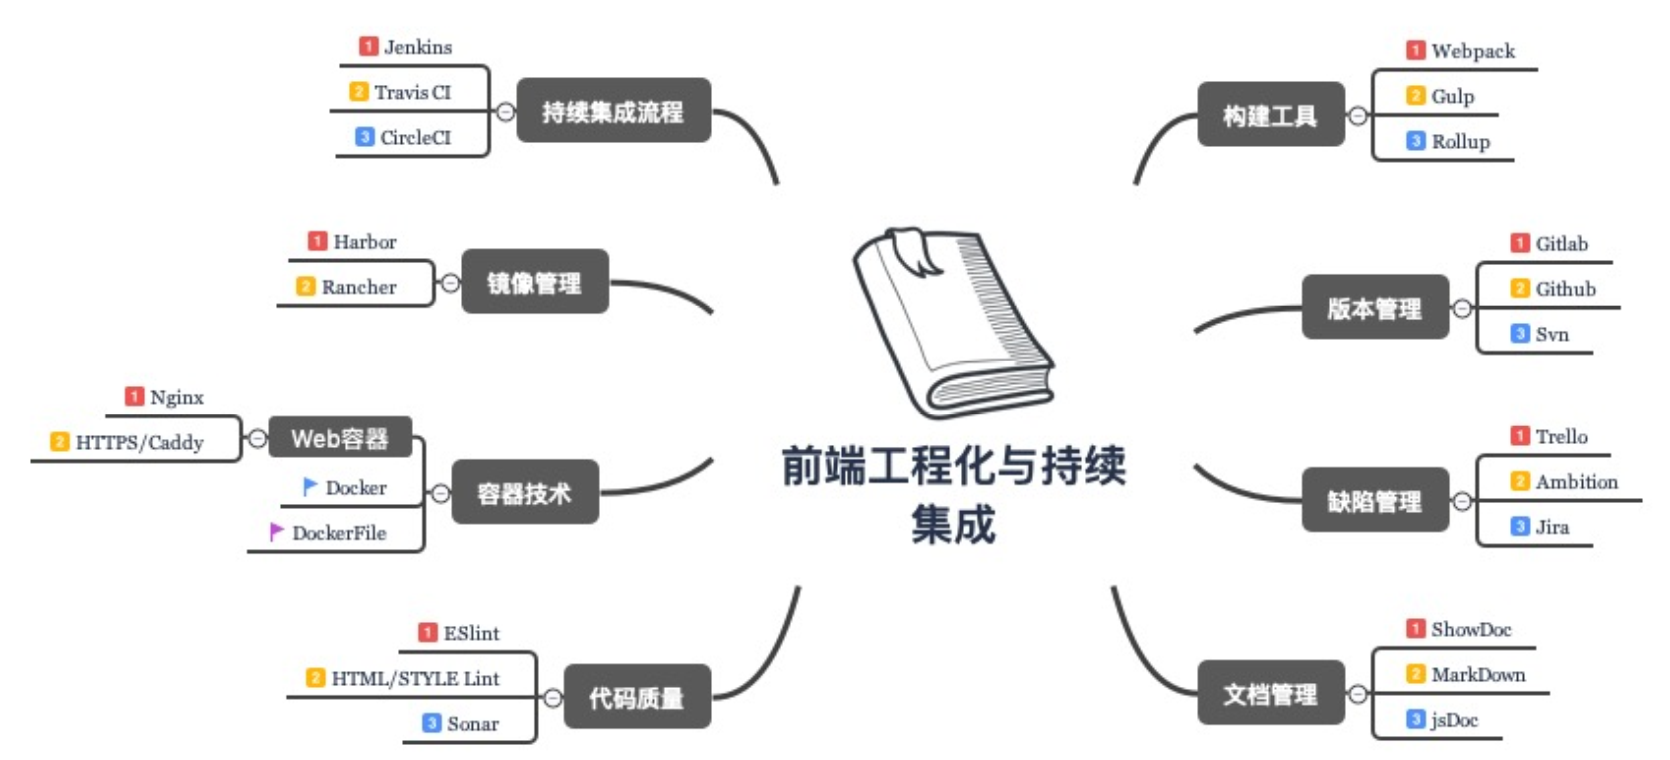 前端工程化与持续
集成
持续集成流程
1 Jenkins
2 Travis CI
3 CircleCI
镜像管理
1 Harbor
2 Rancher
容器技术
Web容器
1 Nginx
2 HTTPS/Caddy
Docker
DockerFile
代码质量
1 ESlint
2 HTML/STYLE Lint
3 Sonar
构建工具
1 Webpack
2 Gulp
3 Rollup
版本管理
1 Gitlab
2 Github
3 Svn
缺陷管理
1 Trello
2 Ambition
3 Jira
文档管理
1 ShowDoc
2 MarkDown
3 jsDoc